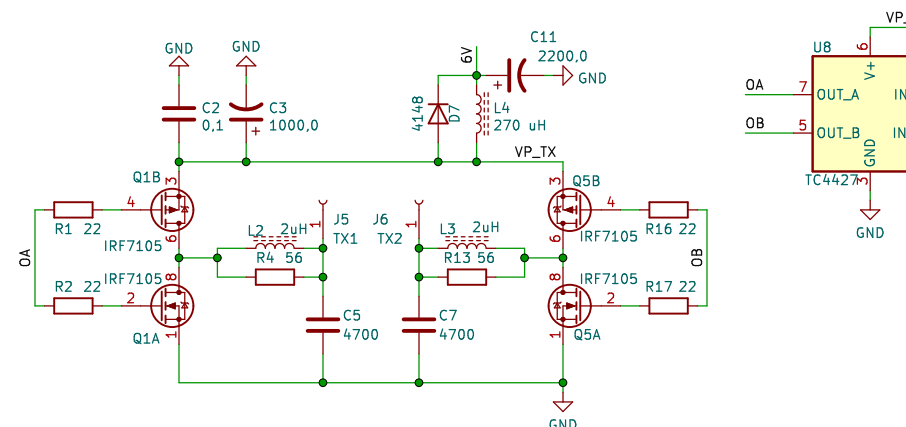 GND
GND
C2
0,1
C3
1000,0
+
6V
C11
2200,0
+
GND
4148
D7
L4
270 uH
VP_TX
VP_
U8
6
V+
OA
7
OUT_A
IN
OB
5
OUT_B
IN
GND
TC4427
3
GND
Q1B
3
4
6
IRF7105
R1 22
OA
R2 22
IRF7105
8
2
1
Q1A
L2 2uH
R4 56
J5
1
TX1
C5
4700
J6
1
TX2
L3 2uH
R13 56
C7
4700
Q5B
3
4
6
IRF7105
R16 22
OB
R17 22
IRF7105
8
2
1
Q5A
GND